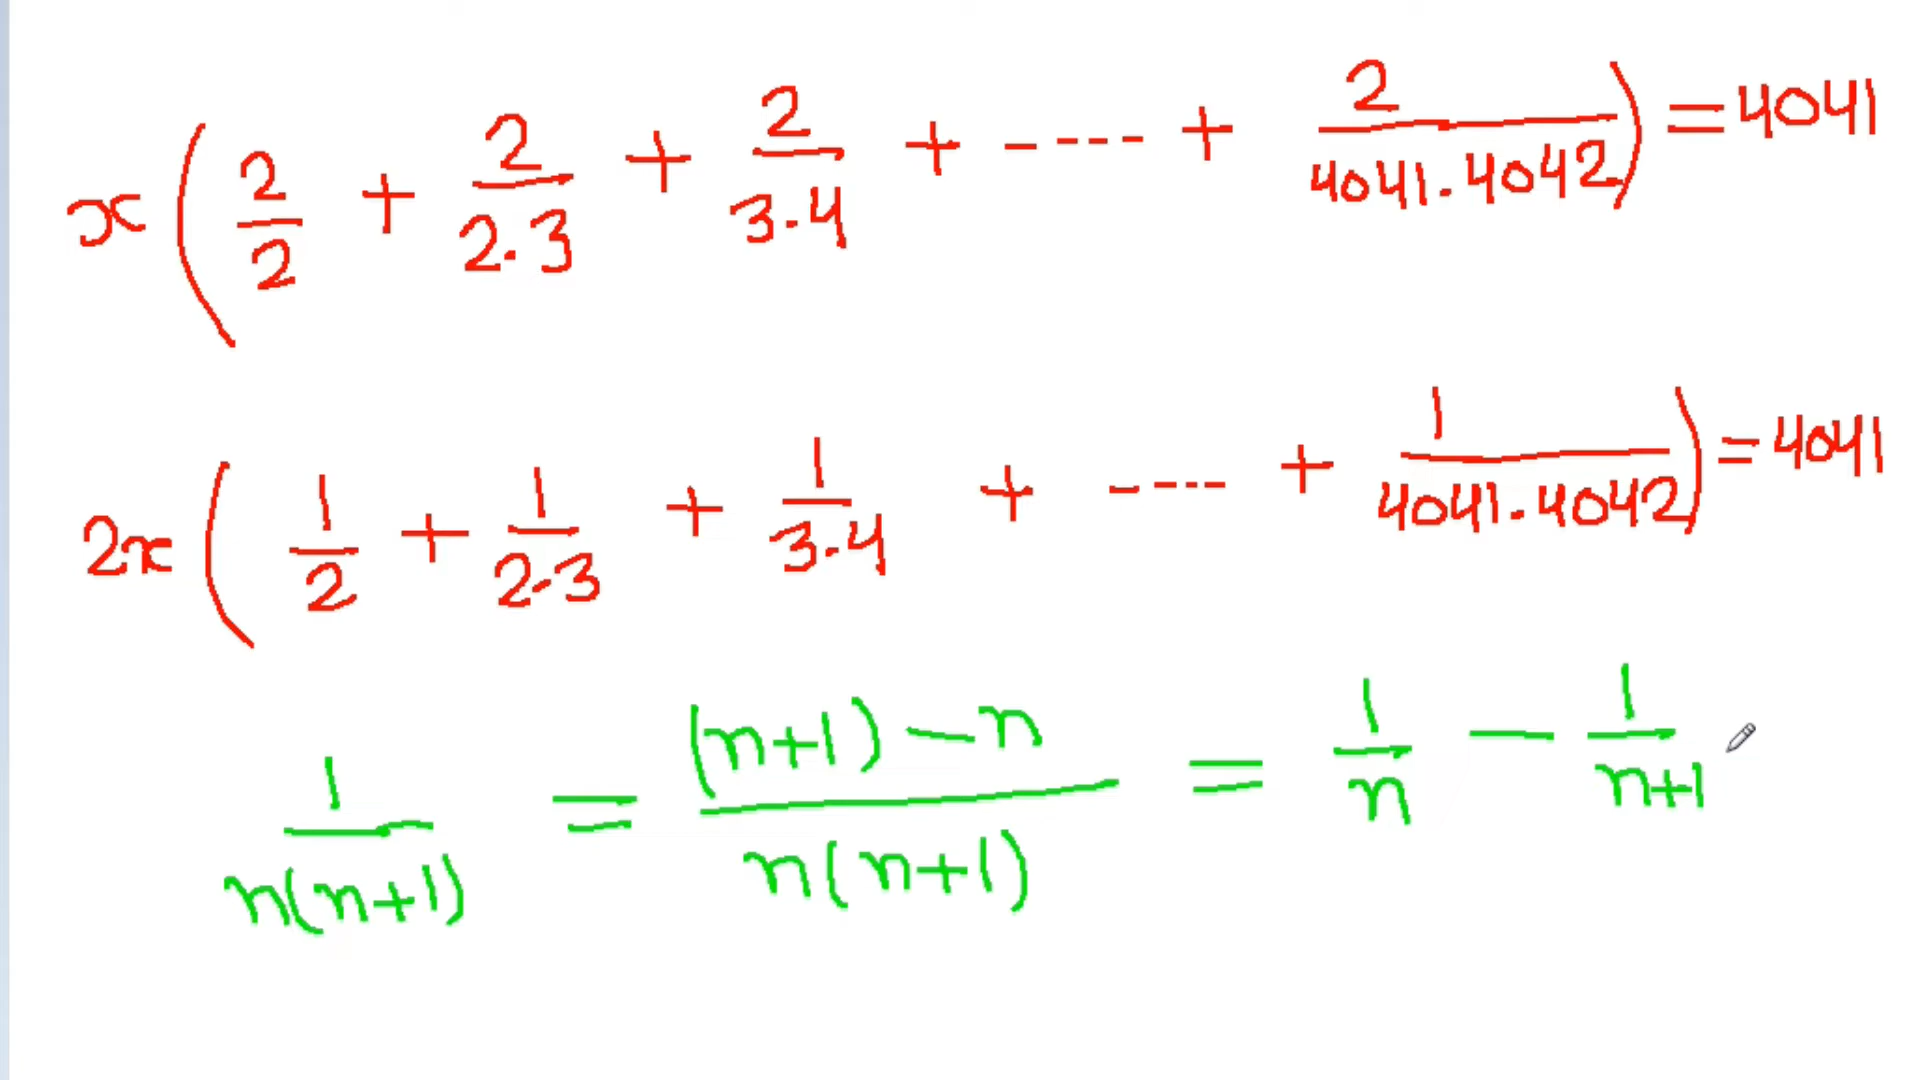 x(2/2 + 2/2.3 + 2/3.4 + ---- + 2/4041.4042) = 4041
2x(1/2 + 1/2.3 + 1/3.4 + ---- + 1/4041.4042) = 4041
1/n(n+1) = (n+1)-n/n(n+1) = 1/n - 1/n+1